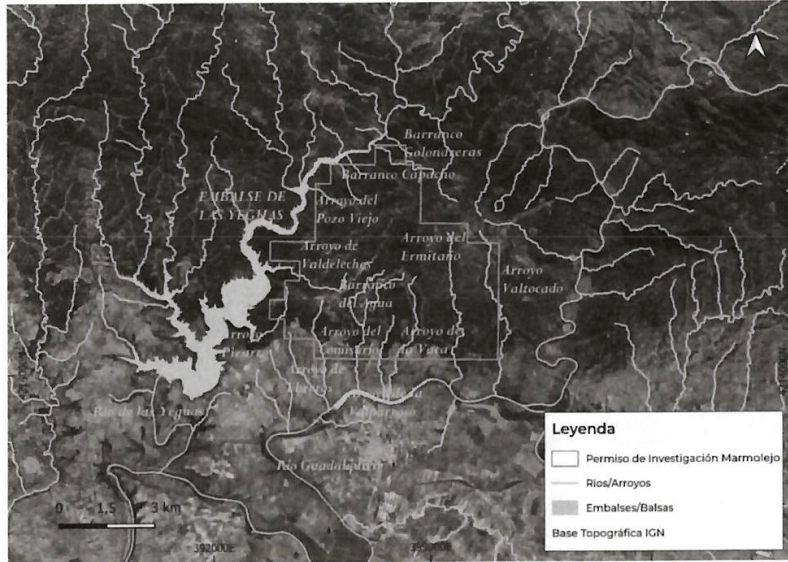 Barranco
Golondreras
Barranco Capacho
EMBALSE DE
LAS YEGUAS
Arroyo del
Pozo Viejo
Arroyo de
Valdeleches
Arroyo del
Ermitaño
Arroyo
Valtocado
Barranco
del Agua
Arroyo
Arroyo del
Comisario
Arroyo de
la Vaca
Arroyo de
Río de las Yeguas
Río Guadalquivir
0 1,5 3 km
392000E
Leyenda
Permiso de Investigación Marmolejo
Ríos/Arroyos
Embalses/Balsas
Base Topográfica IGN